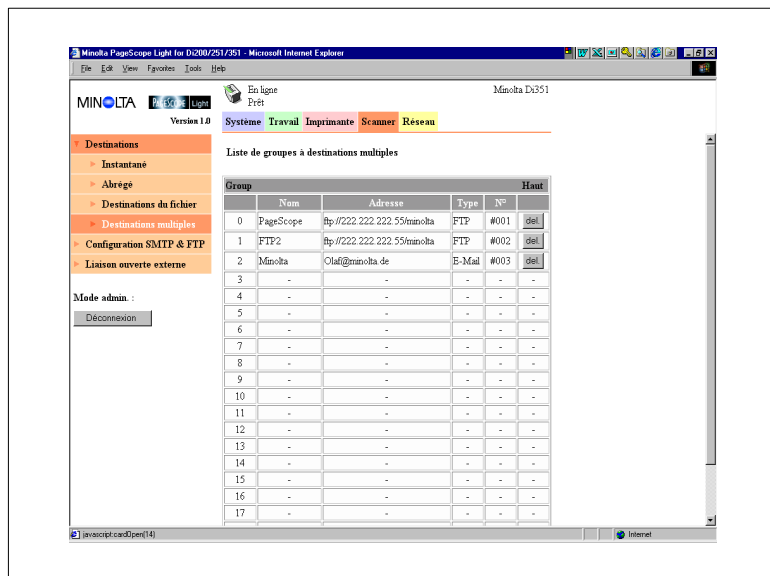 Minolta PageScope Light for Di200/251/351 - Microsoft Internet Explorer
File Edit View Favorites Tools Help
MINOLTA PAGESCOPE Light
Version 1.0
En ligne
Prêt
Minolta Di351
Système Travail Imprimante Scanner Réseau
Destinations
Instantané
Abrégé
Destinations du fichier
Destinations multiples
Configuration SMTP & FTP
Liaison ouverte externe
Mode admin. :
Déconnexion
Liste de groupes à destinations multiples
Group Haut
Nom Adresse Type Nº
0 PageScope ftp://222.222.222.55/minolta FTP #001 del.
1 FTP2 ftp://222.222.222.55/minolta FTP #002 del.
2 Minolta Olaf@minolta.de E-Mail #003 del.
3 - - - - -
4 - - - - -
5 - - - - -
6 - - - - -
7 - - - - -
8 - - - - -
9 - - - - -
10 - - - - -
11 - - - - -
12 - - - - -
13 - - - - -
14 - - - - -
15 - - - - -
16 - - - - -
17 - - - - -
javascript:cardOpen(14)
Internet